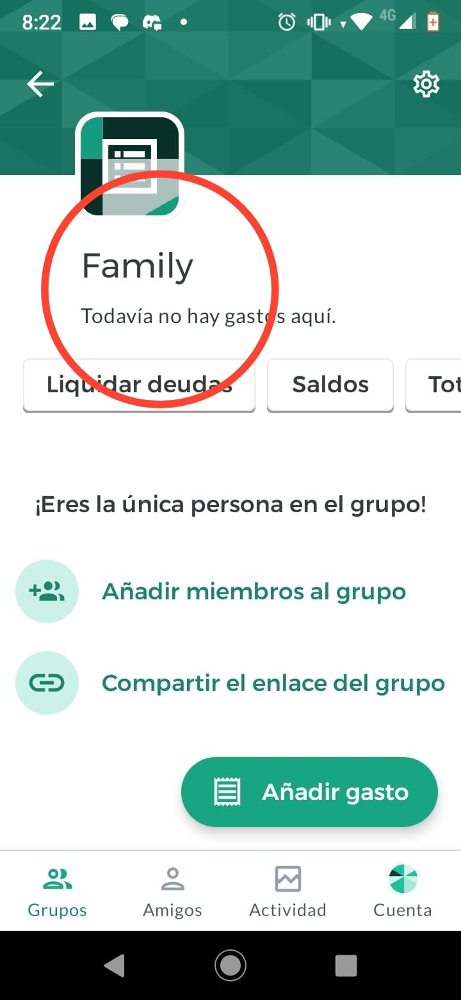 8:22
4G
Family
Todavía no hay gastos aquí.
Liquidar deudas Saldos Tot
¡Eres la única persona en el grupo!
Añadir miembros al grupo
Compartir el enlace del grupo
Añadir gasto
Grupos Amigos Actividad Cuenta